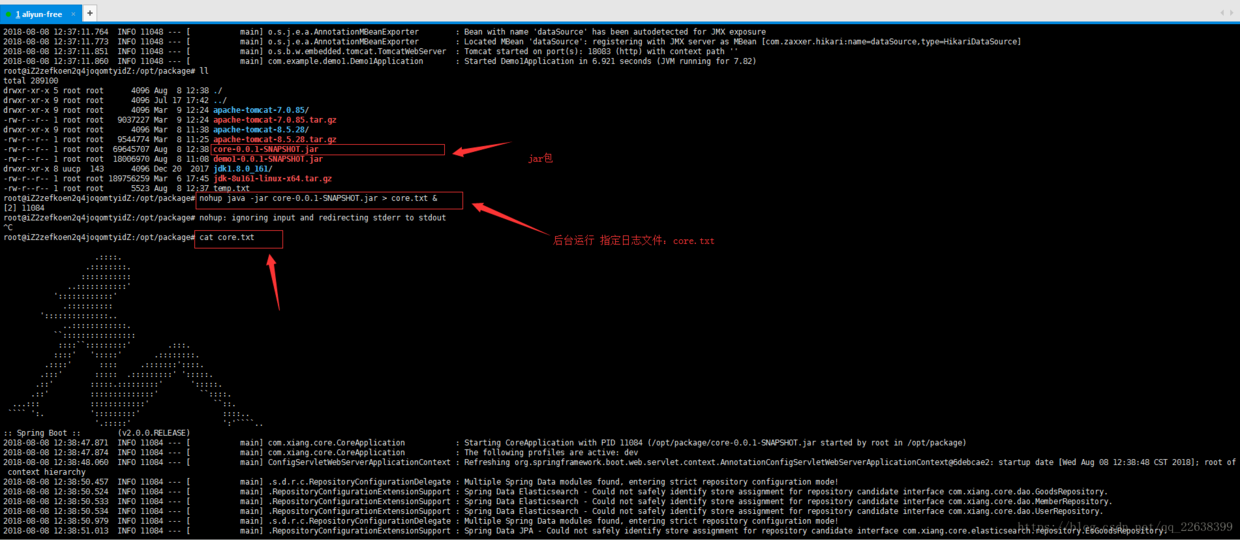 1 aliyun-free × +
2018-08-08 12:37:11.764  INFO 11048 --- [           main] o.s.j.e.a.AnnotationMBeanExporter        : Bean with name 'dataSource' has been autodetected for JMX exposure
2018-08-08 12:37:11.773  INFO 11048 --- [           main] o.s.j.e.a.AnnotationMBeanExporter        : Located MBean 'dataSource': registering with JMX server as MBean [com.zaxxer.hikari:name=dataSource,type=HikariDataSource]
2018-08-08 12:37:11.851  INFO 11048 --- [           main] o.s.b.w.embedded.tomcat.TomcatWebServer  : Tomcat started on port(s): 18083 (http) with context path ''
2018-08-08 12:37:11.860  INFO 11048 --- [           main] com.example.demo1.Demo1Application       : Started Demo1Application in 6.921 seconds (JVM running for 7.82)
root@iZ2zefkoen2q4joqomtyidZ:/opt/package# ll
total 289100
drwxr-xr-x 5 root root      4096 Aug  8 12:38 ./
drwxr-xr-x 9 root root      4096 Jul 17 17:42 ../
drwxr-xr-x 9 root root      4096 Mar  9 12:24 apache-tomcat-7.0.85/
-rw-r--r-- 1 root root   9037227 Mar  9 12:24 apache-tomcat-7.0.85.tar.gz
drwxr-xr-x 9 root root      4096 Mar  8 11:38 apache-tomcat-8.5.28/
-rw-r--r-- 1 root root   9544774 Mar  8 11:25 apache-tomcat-8.5.28.tar.gz
-rw-r--r-- 1 root root  69645707 Aug  8 12:38 core-0.0.1-SNAPSHOT.jar
jar包
-rw-r--r-- 1 root root  18006970 Aug  8 11:08 demo1-0.0.1-SNAPSHOT.jar
drwxr-xr-x 8 uucp  143      4096 Dec 20  2017 jdk1.8.0_161/
-rw-r--r-- 1 root root 189756259 Mar  6 17:45 jdk-8u161-linux-x64.tar.gz
-rw-r--r-- 1 root root      5523 Aug  8 12:37 temp.txt
root@iZ2zefkoen2q4joqomtyidZ:/opt/package# nohup java -jar core-0.0.1-SNAPSHOT.jar > core.txt &
[2] 11084
root@iZ2zefkoen2q4joqomtyidZ:/opt/package# nohup: ignoring input and redirecting stderr to stdout
^C
root@iZ2zefkoen2q4joqomtyidZ:/opt/package# cat core.txt
后台运行 指定日志文件: core.txt
:: Spring Boot ::        (v2.0.0.RELEASE)
2018-08-08 12:38:47.871  INFO 11084 --- [           main] com.xiang.core.CoreApplication           : Starting CoreApplication with PID 11084 (/opt/package/core-0.0.1-SNAPSHOT.jar started by root in /opt/package)
2018-08-08 12:38:47.874  INFO 11084 --- [           main] com.xiang.core.CoreApplication           : The following profiles are active: dev
2018-08-08 12:38:48.060  INFO 11084 --- [           main] ConfigServletWebServerApplicationContext : Refreshing org.springframework.boot.web.servlet.context.AnnotationConfigServletWebServerApplicationContext@6debcae2: startup date [Wed Aug 08 12:38:48 CST 2018]; root of
context hierarchy
2018-08-08 12:38:50.457  INFO 11084 --- [           main] .s.d.r.c.RepositoryConfigurationDelegate : Multiple Spring Data modules found, entering strict repository configuration mode!
2018-08-08 12:38:50.524  INFO 11084 --- [           main] .RepositoryConfigurationExtensionSupport : Spring Data Elasticsearch - Could not safely identify store assignment for repository candidate interface com.xiang.core.dao.GoodsRepository.
2018-08-08 12:38:50.533  INFO 11084 --- [           main] .RepositoryConfigurationExtensionSupport : Spring Data Elasticsearch - Could not safely identify store assignment for repository candidate interface com.xiang.core.dao.MemberRepository.
2018-08-08 12:38:50.534  INFO 11084 --- [           main] .RepositoryConfigurationExtensionSupport : Spring Data Elasticsearch - Could not safely identify store assignment for repository candidate interface com.xiang.core.dao.UserRepository.
2018-08-08 12:38:50.979  INFO 11084 --- [           main] .s.d.r.c.RepositoryConfigurationDelegate : Multiple Spring Data modules found, entering strict repository configuration mode!
2018-08-08 12:38:51.013  INFO 11084 --- [           main] .RepositoryConfigurationExtensionSupport : Spring Data JPA - Could not safely identify store assignment for repository candidate interface com.xiang.core.elasticsearch.repository.EsGoodsRepository.
https://blog.csdn.net/qq_22638399